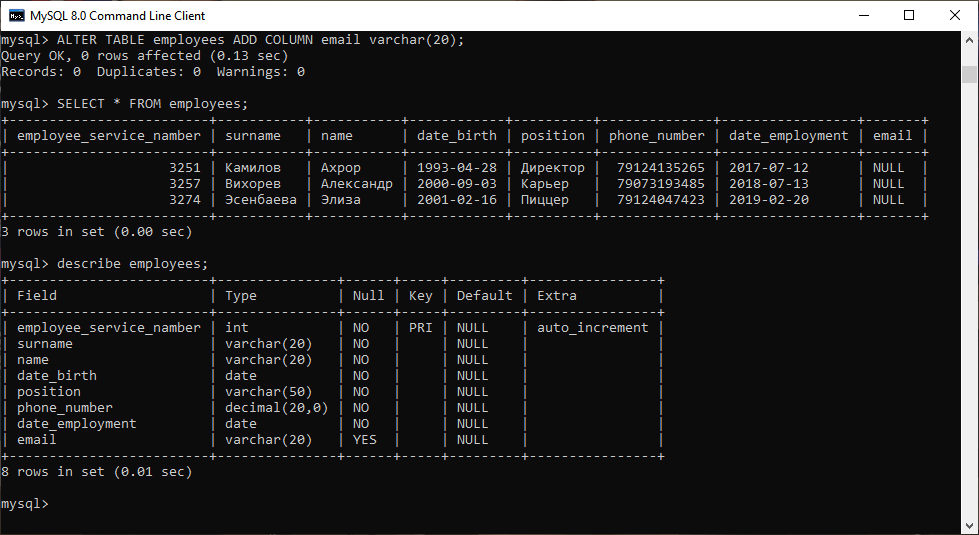 MySQL 8.0 Command Line Client
mysql> ALTER TABLE employees ADD COLUMN email varchar(20);
Query OK, 0 rows affected (0.13 sec)
Records: 0  Duplicates: 0  Warnings: 0
mysql> SELECT * FROM employees;
+-------------------------+-----------+-----------+------------+-----------+--------------+-----------------+-------+
| employee_service_namber | surname   | name      | date_birth | position  | phone_number | date_employment | email |
+-------------------------+-----------+-----------+------------+-----------+--------------+-----------------+-------+
|                    3251 | Камилов   | Ахрор     | 1993-04-28 | Директор  |  79124135265 | 2017-07-12      | NULL  |
|                    3257 | Вихорев   | Александр | 2000-09-03 | Карьер    |  79073193485 | 2018-07-13      | NULL  |
|                    3274 | Эсенбаева | Элиза     | 2001-02-16 | Пиццер    |  79124047423 | 2019-02-20      | NULL  |
+-------------------------+-----------+-----------+------------+-----------+--------------+-----------------+-------+
3 rows in set (0.00 sec)
mysql> describe employees;
+-------------------------+---------------+------+-----+---------+----------------+
| Field                   | Type          | Null | Key | Default | Extra          |
+-------------------------+---------------+------+-----+---------+----------------+
| employee_service_namber | int           | NO   | PRI | NULL    | auto_increment |
| surname                 | varchar(20)   | NO   |     | NULL    |                |
| name                    | varchar(20)   | NO   |     | NULL    |                |
| date_birth              | date          | NO   |     | NULL    |                |
| position                | varchar(50)   | NO   |     | NULL    |                |
| phone_number            | decimal(20,0) | NO   |     | NULL    |                |
| date_employment         | date          | NO   |     | NULL    |                |
| email                   | varchar(20)   | YES  |     | NULL    |                |
+-------------------------+---------------+------+-----+---------+----------------+
8 rows in set (0.01 sec)
mysql>